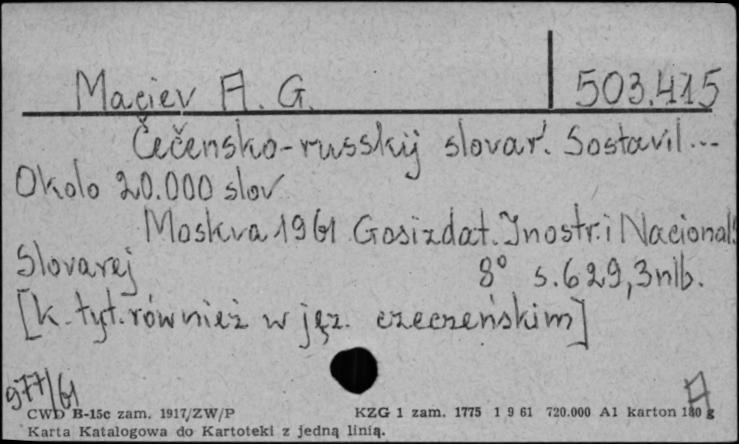 Maciev A. G. 503.415
Čečensko-russkij slovar'. Sostavil...
Okolo 20.000 slov
Moskva 1961 Gosizdat. Inostr. i Nacional'.
Slovarej 8° s. 629, 3nlb.
[K. tyt. również w jęz. czeczeńskim]
977/61
A
CWD B-15c zam. 1917/ZW/P KZG 1 zam. 1775 1 9 61 720.000 A1 karton 180 g
Karta Katalogowa do Kartoteki z jedną linią.